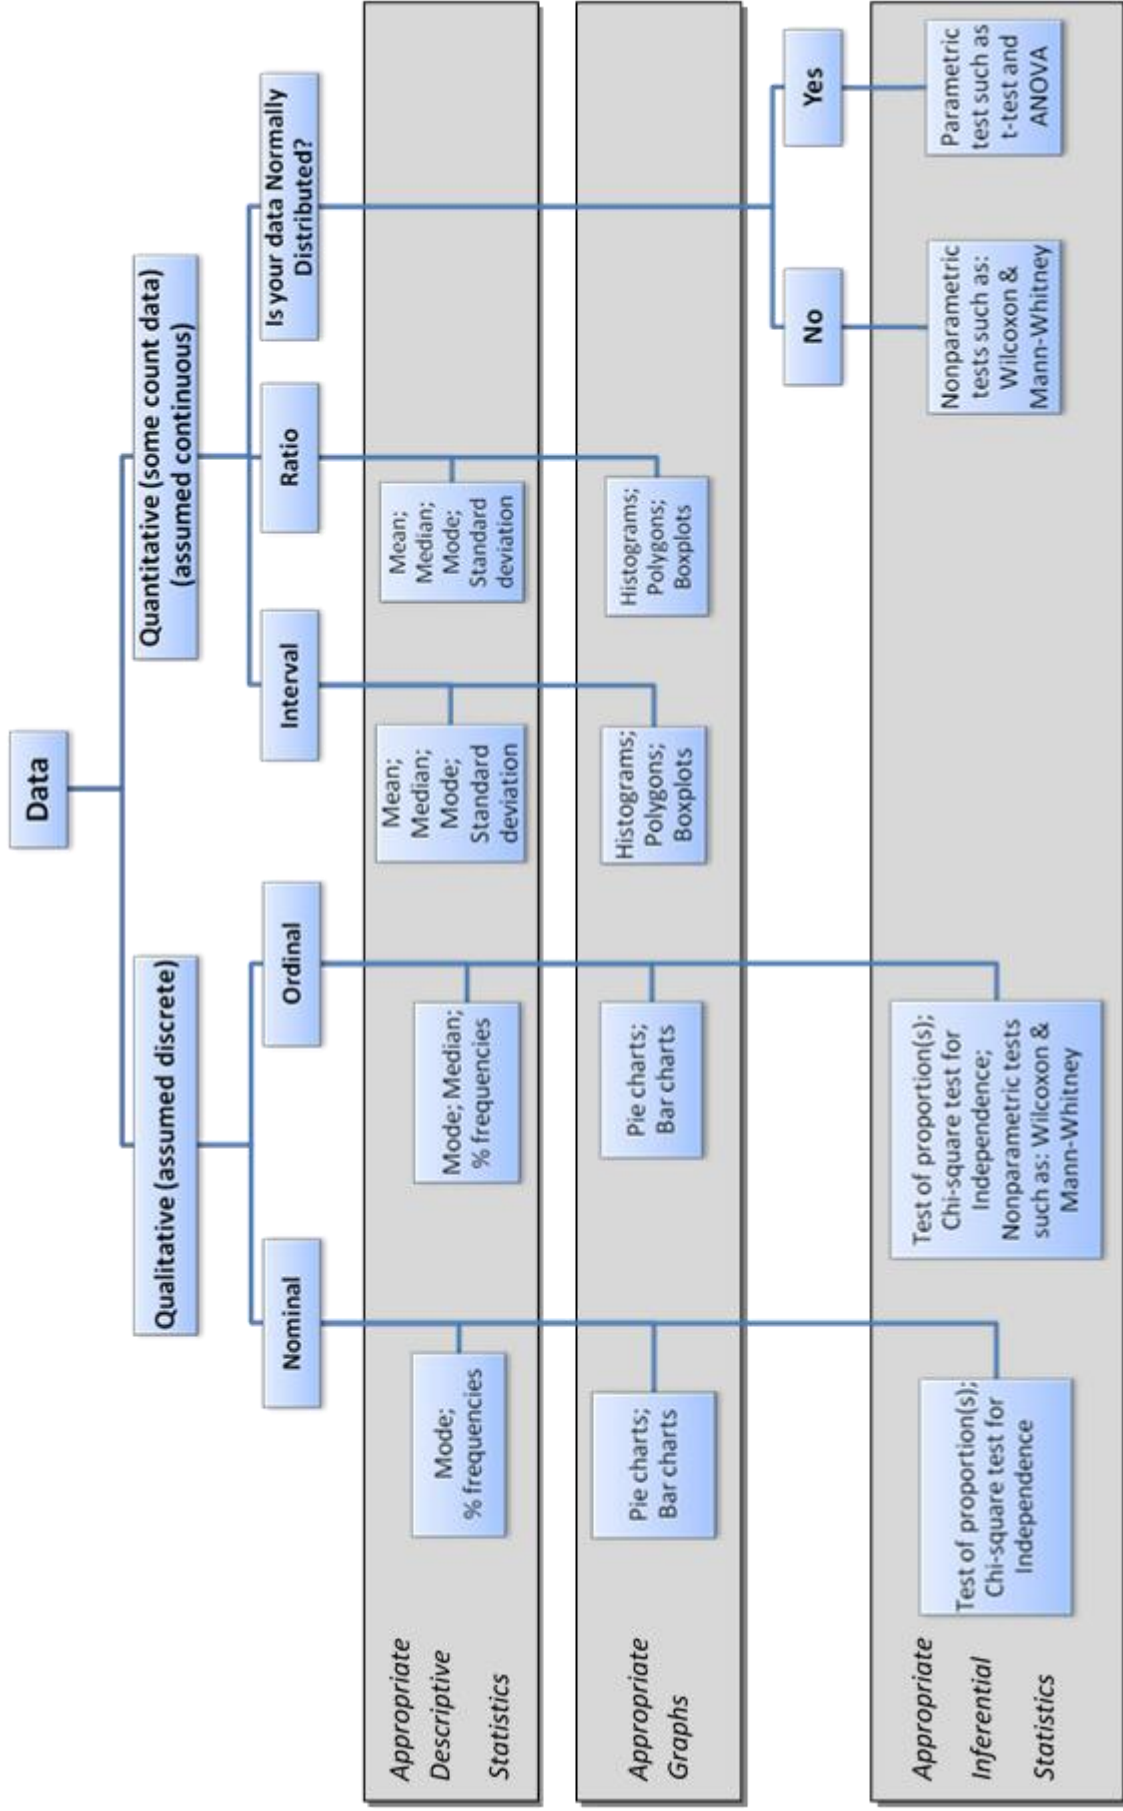 Data
Qualitative (assumed discrete)
Quantitative (some count data)
(assumed continuous)
Nominal
Ordinal
Interval
Ratio
Is your data Normally
Distributed?
Appropriate
Descriptive
Statistics
Mode;
% frequencies
Mode; Median;
% frequencies
Mean;
Median;
Mode;
Standard
deviation
Mean;
Median;
Mode;
Standard
deviation
Appropriate
Graphs
Pie charts;
Bar charts
Pie charts;
Bar charts
Histograms;
Polygons;
Boxplots
Histograms;
Polygons;
Boxplots
No
Yes
Appropriate
Inferential
Statistics
Test of proportion(s);
Chi-square test for
Independence
Test of proportion(s);
Chi-square test for
Independence;
Nonparametric tests
such as: Wilcoxon &
Mann-Whitney
Nonparametric
tests such as:
Wilcoxon &
Mann-Whitney
Parametric
test such as
t-test and
ANOVA